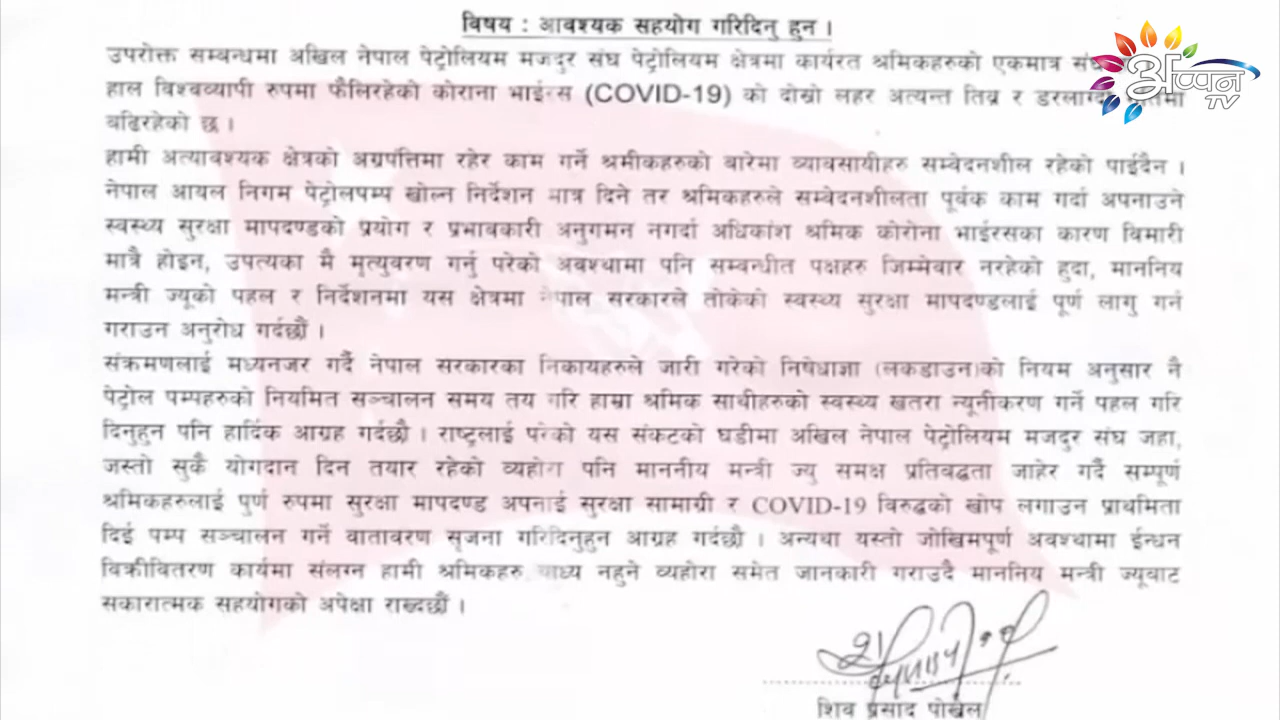 विषय : आवश्यक सहयोग गरिदिनु हुन ।
उपरोक्त सम्बन्धमा अखिल नेपाल पेट्रोलियम मजदुर संघ पेट्रोलियम क्षेत्रमा कार्यरत श्रमिकहरुको एकमात्र संघ
हाल विश्वव्यापी रुपमा फैलिरहेको कोराना भाईरस (COVID-19) को दोस्रो लहर अत्यन्त तिब्र र डरलाग्दो
बढिरहेको छ ।
हामी अत्यावश्यक क्षेत्रको अग्रपंत्तिमा रहेर काम गर्ने श्रमीकहरुको बारेमा व्यावसायीहरु सम्वेदनशील रहेको पाईदैन ।
नेपाल आयल निगम पेट्रोलपम्प खोल्न निर्देशन मात्र दिने तर श्रमिकहरुले सम्वेदनशीलता पूर्वक काम गर्दा अपनाउने
स्वस्थ्य सुरक्षा मापदण्डको प्रयोग र प्रभावकारी अनुगमन नगर्दा अधिकांश श्रमिक कोरोना भाईरसका कारण विमारी
मात्रै होइन, उपत्यका मै मृत्युवरण गर्नु परेको अवस्थामा पनि सम्बन्धीत पक्षहरु जिम्मेवार नरहेको हुदा, माननिय
मन्त्री ज्यूको पहल र निर्देशनमा यस क्षेत्रमा नेपाल सरकारले तोकेको स्वस्थ्य सुरक्षा मापदण्डलाई पूर्ण लागु गर्न
गराउन अनुरोध गर्दछौं ।
संक्रमणलाई मध्यनजर गर्दै नेपाल सरकारका निकायहरुले जारी गरेको निषेधाज्ञा (लकडाउन)को नियम अनुसार नै
पेट्रोल पम्पहरुको नियमित सञ्चालन समय तय गरि हाम्रा श्रमिक साथीहरुको स्वस्थ्य खतरा न्यूनीकरण गर्ने पहल गरि
दिनुहुन पनि हार्दिक आग्रह गर्दछौ । राष्ट्रलाई परेको यस संकटको घडीमा अखिल नेपाल पेट्रोलियम मजदुर संघ जहा,
जस्तो सुकै योगदान दिन तयार रहेको व्यहोरा पनि माननीय मन्त्री ज्यु समक्ष प्रतिबद्धता जाहेर गर्दै सम्पूर्ण
श्रमिकहरुलाई पुर्ण रुपमा सुरक्षा मापदण्ड अपनाई सुरक्षा सामाग्री र COVID-19 विरुद्धको खोप लगाउन प्राथमिता
दिई पम्प सञ्चालन गर्ने वातावरण सृजना गरिदिनुहुन आग्रह गर्दछौ । अन्यथा यस्तो जोखिमपूर्ण अवस्थामा ईन्धन
विक्रीवितरण कार्यमा संलग्न हामी श्रमिकहरु वाध्य नहुने व्यहोरा समेत जानकारी गराउदै माननिय मन्त्री ज्यूबाट
सकारात्मक सहयोगको अपेक्षा राख्दछौं ।
शिव प्रसाद पोखेल
अप्पन
TV